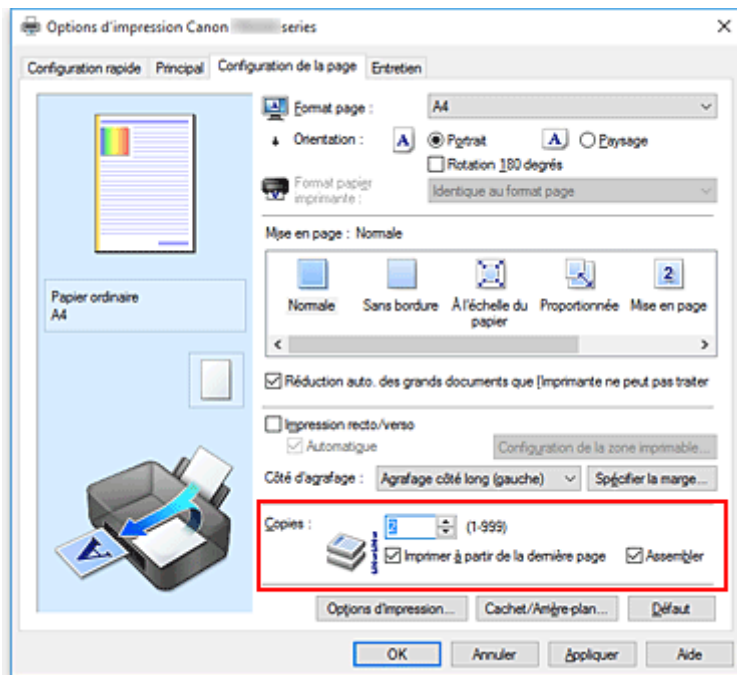 Options d'impression Canon series
Configuration rapide Principal Configuration de la page Entretien
Format page : A4
Orientation : A Portrait A Paysage
Rotation 180 degrés
Format papier imprimante : Identique au format page
Mise en page : Normale
2
Normale Sans bordure À l'échelle du papier Proportionnée Mise en page
Papier ordinaire
A4
Réduction auto. des grands documents que l'imprimante ne peut pas traiter
Impression recto/verso
Automatique Configuration de la zone imprimable...
Côté d'agrafage : Agrafage côté long (gauche) Spécifier la marge...
Copies : 2 (1-999)
Imprimer à partir de la dernière page Assembler
Options d'impression... Cachet/Arrière-plan... Défaut
OK Annuler Appliquer Aide